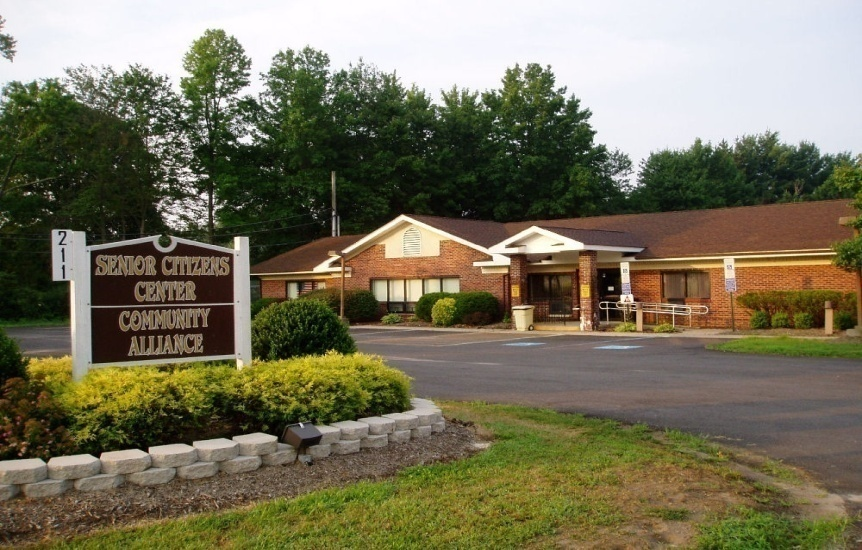 211
SENIOR CITIZENS
CENTER
COMMUNITY
ALLIANCE